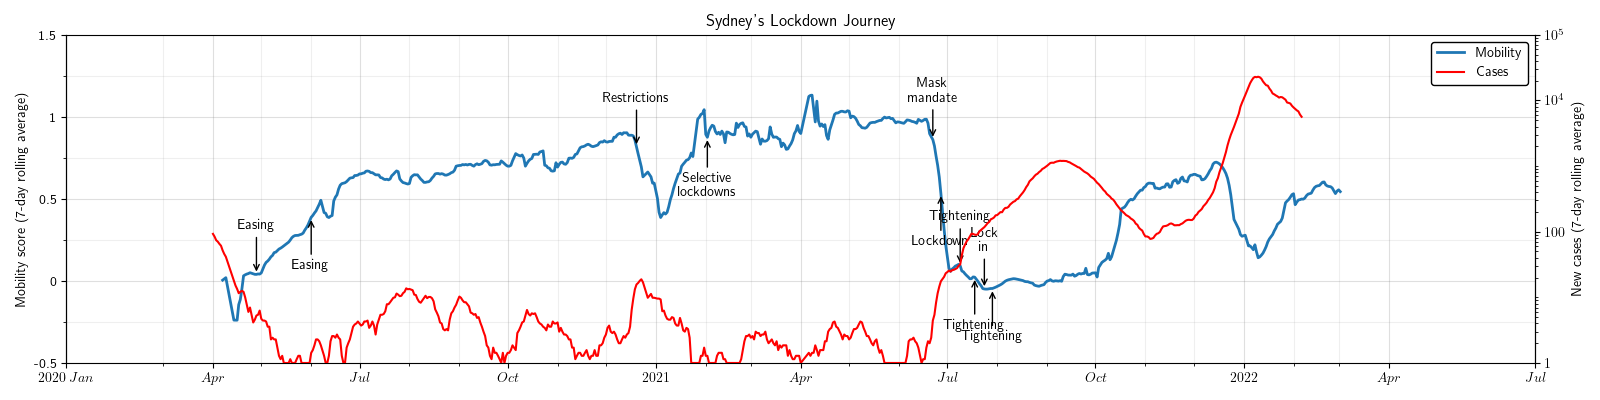 Sydney's Lockdown Journey
Mobility score (7-day rolling average)
1.5
1
0.5
0
-0.5
New cases (7-day rolling average)
10^5
10^4
100
1
Mobility
Cases
Easing
Easing
Restrictions
Selective
lockdowns
Mask
mandate
Lockdown
Tightening
Lock
in
Tightening
Tightening
2020 Jan
Apr
Jul
Oct
2021
Apr
Jul
Oct
2022
Apr
Jul